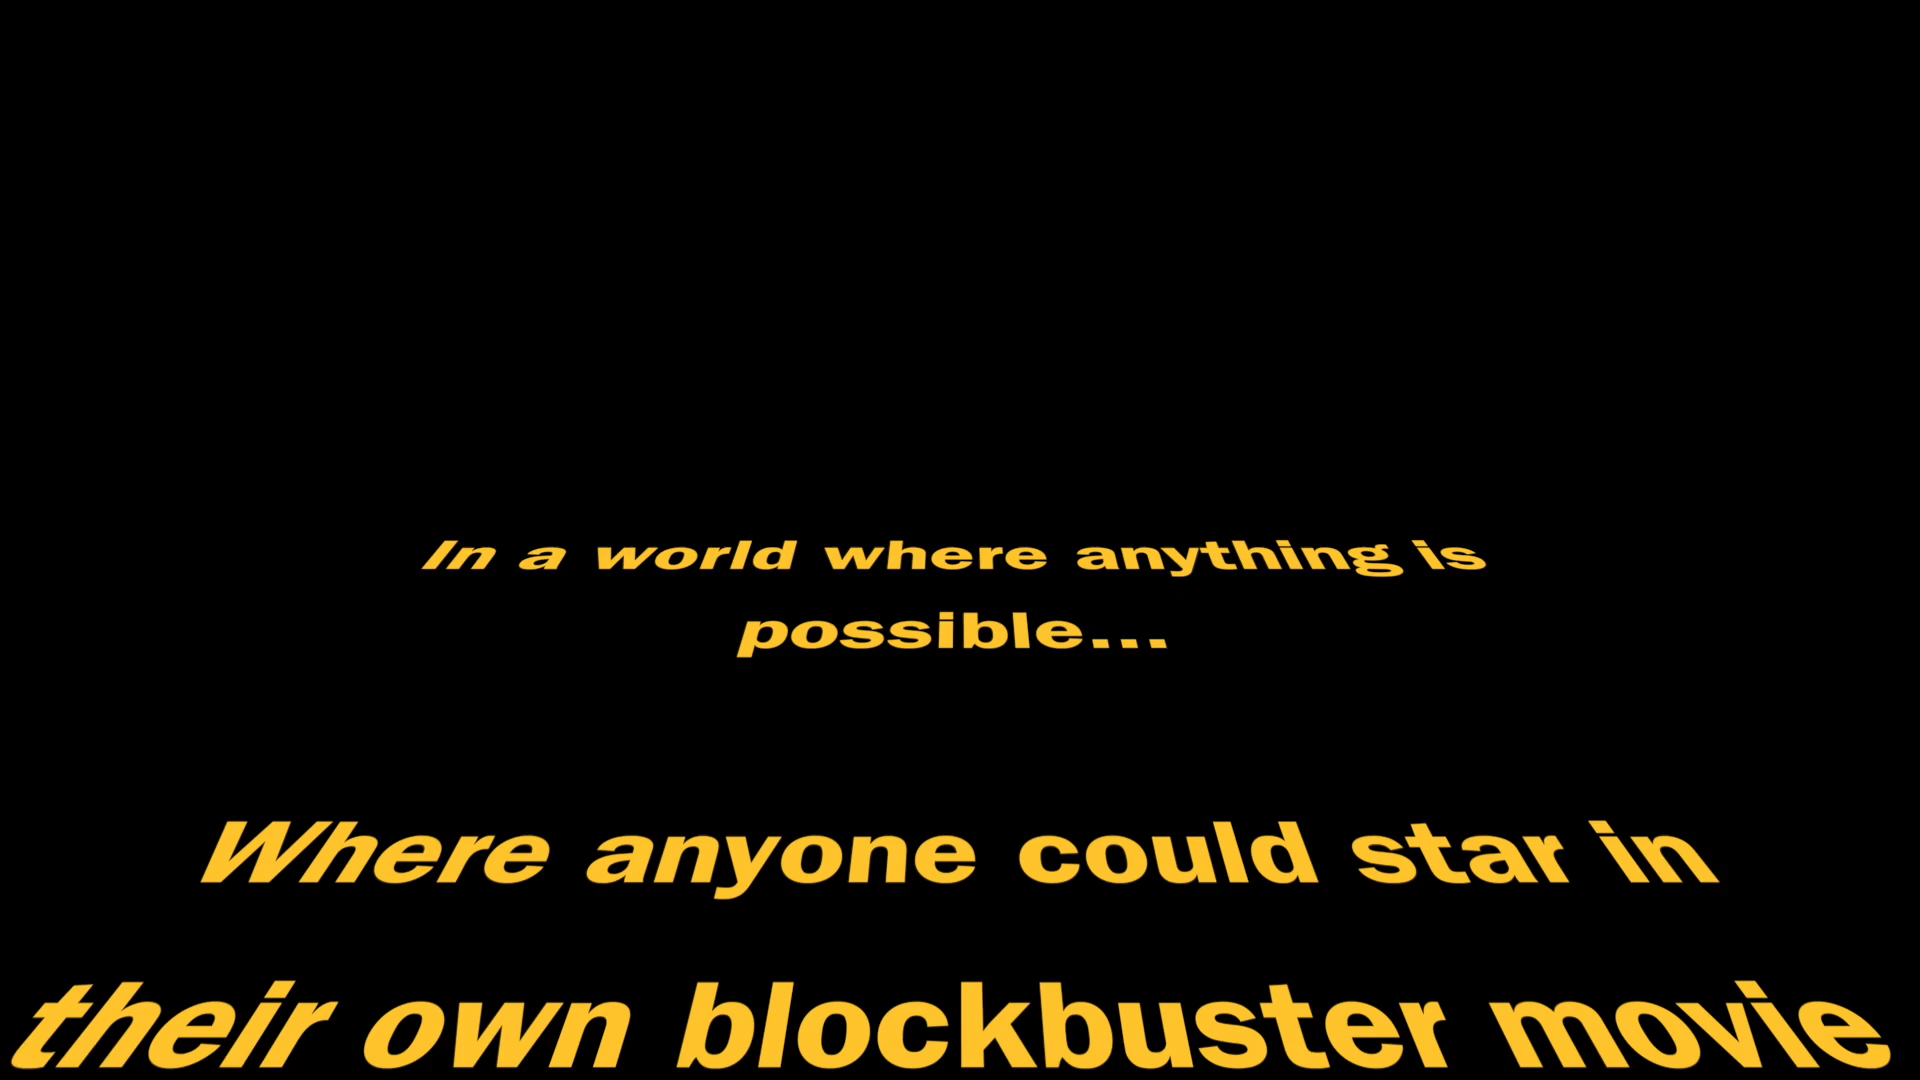 In a world where anything is
possible...
Where anyone could star in
their own blockbuster movie